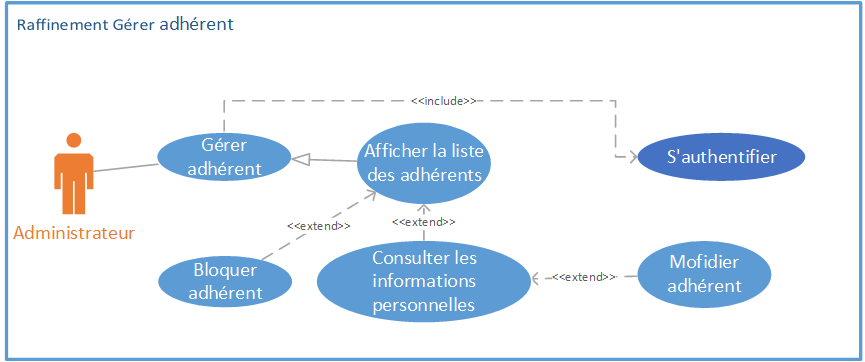 Raffinement Gérer adhérent
<<include>>
Gérer
adhérent
Afficher la liste
des adhérents
S'authentifier
Administrateur
<<extend>>
<<extend>>
Bloquer
adhérent
Consulter les
informations
personnelles
<<extend>>
Mofidier
adhérent